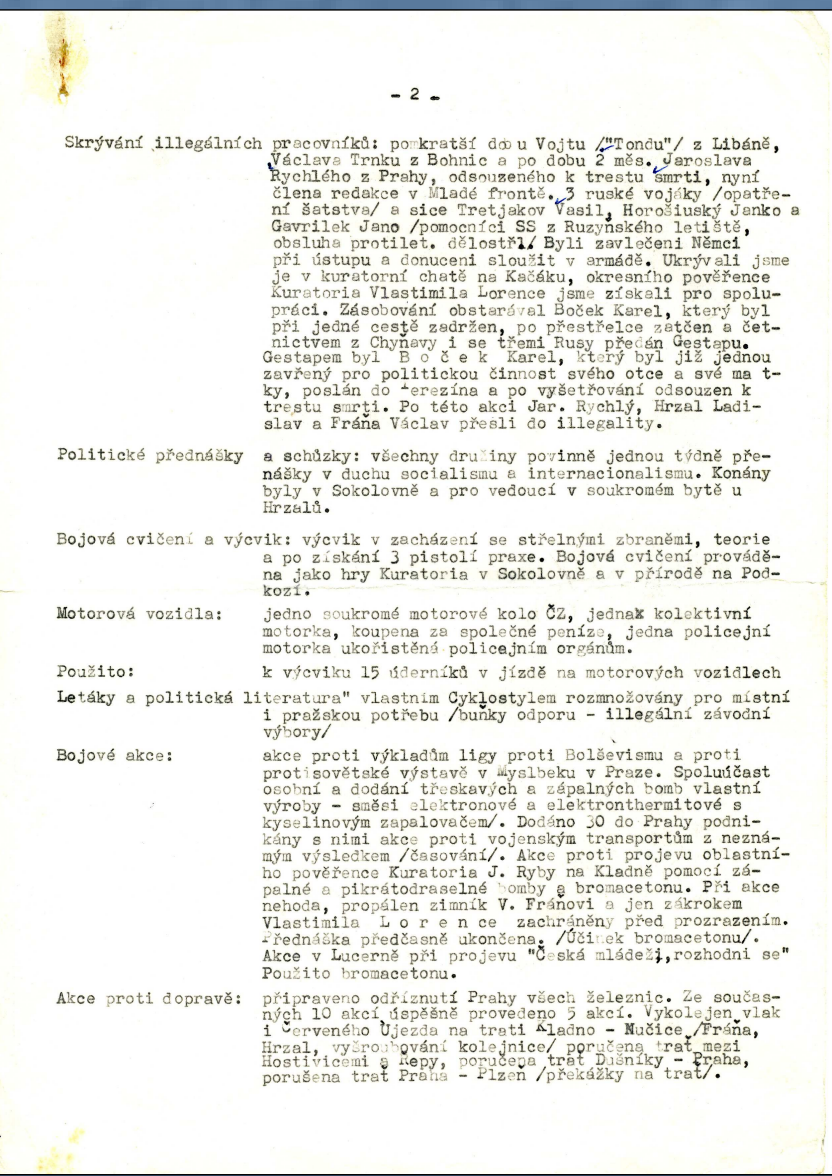 - 2 -
Skrývání illegálních pracovníků: pomkratší dobu Vojtu /"Tondu"/ z Libáně,
Václava Trnku z Bohnic a po dobu 2 měs. Jaroslava
Rychlého z Prahy, odsouzeného k trestu smrti, nyní
člena redakce v Mladé frontě. 3 ruské vojáky /opatře-
ní šatstva/ a sice Tretjakov Vasil, Horošiuský Janko a
Gavrilek Jano /pomocníci SS z Ruzyňského letiště,
obsluha protilet. dělostřl/ Byli zavlečeni Němci
při ústupu a donuceni sloužit v armádě. Ukrývali jsme
je v kuratorní chatě na Kačáku, okresního pověřence
Kuratoria Vlastimila Lorence jsme získali pro spolu-
práci. Zásobování obstarával Boček Karel, který byl
při jedné cestě zadržen, po přestřelce zatčen a čet-
nictvem z Chyňavy i se třemi Rusy předán Gestapu.
Gestapem byl B o č e k Karel, který byl již jednou
zavřený pro politickou činnost svého otce a své ma t-
ky, poslán do Terezína a po vyšetřování odsouzen k
trestu smrti. Po této akci Jar. Rychlý, Hrzal Ladi-
slav a Fráňa Václav přešli do illegality.
Politické přednášky a schůzky: všechny družiny povinně jednou týdně pře-
nášky v duchu socialismu a internacionalismu. Konány
byly v Sokolovně a pro vedoucí v soukromém bytě u
Hrzalů.
Bojová cvičení a výcvik: výcvik v zacházení se střelnými zbraněmi, teorie
a po získání 3 pistolí praxe. Bojová cvičení provádě-
na jako hry Kuratoria v Sokolovně a v přírodě na Pod-
kozí.
Motorová vozidla: jedno soukromé motorové kolo ČZ, jednax kolektivní
motorka, koupena za společné peníze, jedna policejní
motorka ukořistěná policajním orgánům.
Použito: k výcviku 15 úderníků v jízdě na motorových vozidlech
Letáky a politická literatura" vlastním Cyklostylem rozmnožovány pro místní
i pražskou potřebu /buňky odporu - illegální závodní
výbory/
Bojové akce: akce proti výkladům ligy proti Bolševismu a proti
protisovětské výstavě v Myslbeku v Praze. Spoluúčast
osobní a dodání třeskavých a zápalných bomb vlastní
výroby - směsi elektronové a elektronthermitové s
kyselinovým zapalovačem/. Dodáno 30 do Prahy podni-
kány s nimi akce proti vojenským transportům z nezná-
mým výsledkem /časování/. Akce proti projevu oblastní-
ho pověřence Kuratoria J. Ryby na Kladně pomocí zá-
palné a pikrátodraselné bomby a bromacetonu. Při akce
nehoda, propálen zimník V. Fráňovi a jen zákrokem
Vlastimila L o r e n c e zachráněny před prozrazením.
Přednáška předčasně ukončena. /Účinek bromacetonu/.
Akce v Lucerně při projevu "Česká mládeži,rozhodni se"
Použito bromacetonu.
Akce proti dopravě: připraveno odříznutí Prahy všech železnic. Ze součas-
ných 10 akcí úspěšně provedeno 5 akcí. Vykolejen vlak
i Červeného Újezda na trati Kladno - Nučice /Fráňa,
Hrzal, vyšroubování kolejnice/ poručena trať mezi
Hostivicemi a Řepy, poručena trať Dušníky - Praha,
porušena trať Praha - Plzeň /překážky na trať/.